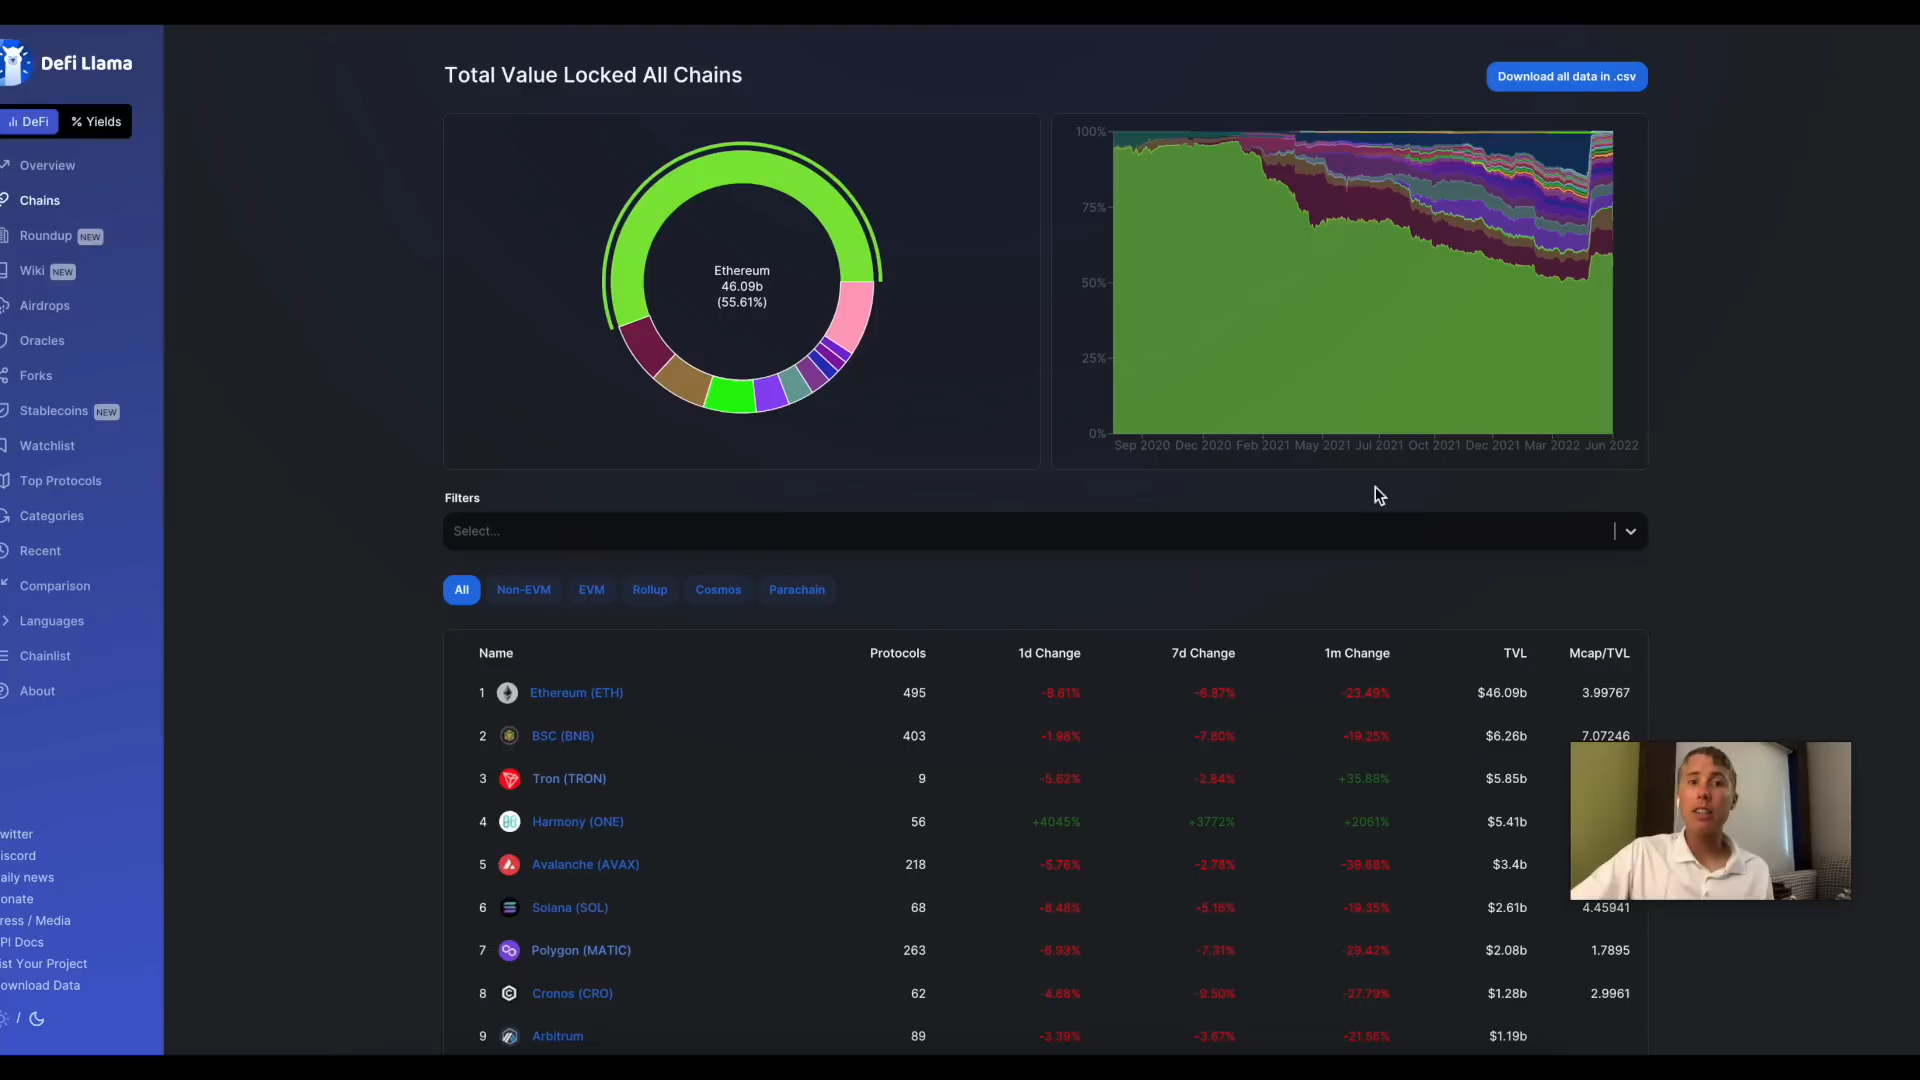 Defi Llama
DeFi
% Yields
Overview
Chains
Roundup NEW
Wiki NEW
Airdrops
Oracles
Forks
Stablecoins NEW
Watchlist
Top Protocols
Categories
Recent
Comparison
Languages
Chainlist
About
witter
iscord
aily news
onate
ress / Media
PI Docs
ist Your Project
ownload Data
/
Total Value Locked All Chains
Download all data in .csv
Ethereum
46.09b
(55.61%)
100%
75%
50%
25%
0%
Sep 2020 Dec 2020 Feb 2021 May 2021 Jul 2021 Oct 2021 Dec 2021 Mar 2022 Jun 2022
Filters
Select...
All Non-EVM EVM Rollup Cosmos Parachain
Name Protocols 1d Change 7d Change 1m Change TVL Mcap/TVL
1 Ethereum (ETH) 495 -8.81% -6.87% -23.49% $46.09b 3.99767
2 BSC (BNB) 403 -1.98% -7.80% -19.25% $6.26b 7.07246
3 Tron (TRON) 9 -5.62% -2.84% +35.88% $5.85b
4 Harmony (ONE) 56 +4045% +3772% +2061% $5.41b
5 Avalanche (AVAX) 218 -5.76% -2.78% -39.68% $3.4b
6 Solana (SOL) 68 -8.48% -5.16% -19.35% $2.61b 4.45941
7 Polygon (MATIC) 263 -6.93% -7.31% -29.42% $2.08b 1.7895
8 Cronos (CRO) 62 -4.68% -9.50% -27.79% $1.28b 2.9961
9 Arbitrum 89 -3.39% -3.67% -21.56% $1.19b